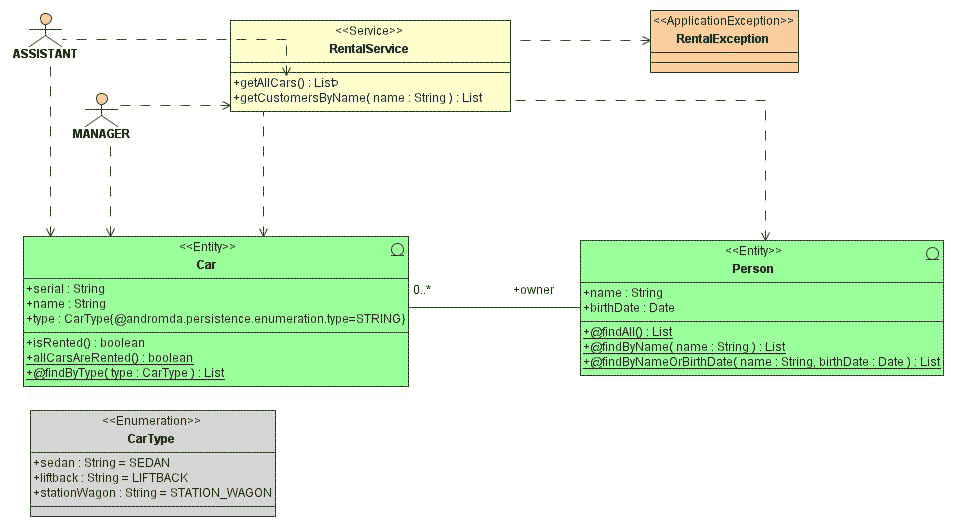 ASSISTANT
MANAGER
<<Service>>
RentalService
+getAllCars() : List
+getCustomersByName( name : String ) : List
<<ApplicationException>>
RentalException
<<Entity>>
Car
+serial : String
+name : String
+type : CarType{@andromda.persistence.enumeration.type=STRING}
+isRented() : boolean
+allCarsAreRented() : boolean
+@findByType( type : CarType ) : List
0..*
+owner
<<Entity>>
Person
+name : String
+birthDate : Date
+@findAll() : List
+@findByName( name : String ) : List
+@findByNameOrBirthDate( name : String, birthDate : Date ) : List
<<Enumeration>>
CarType
+sedan : String = SEDAN
+liftback : String = LIFTBACK
+stationWagon : String = STATION_WAGON